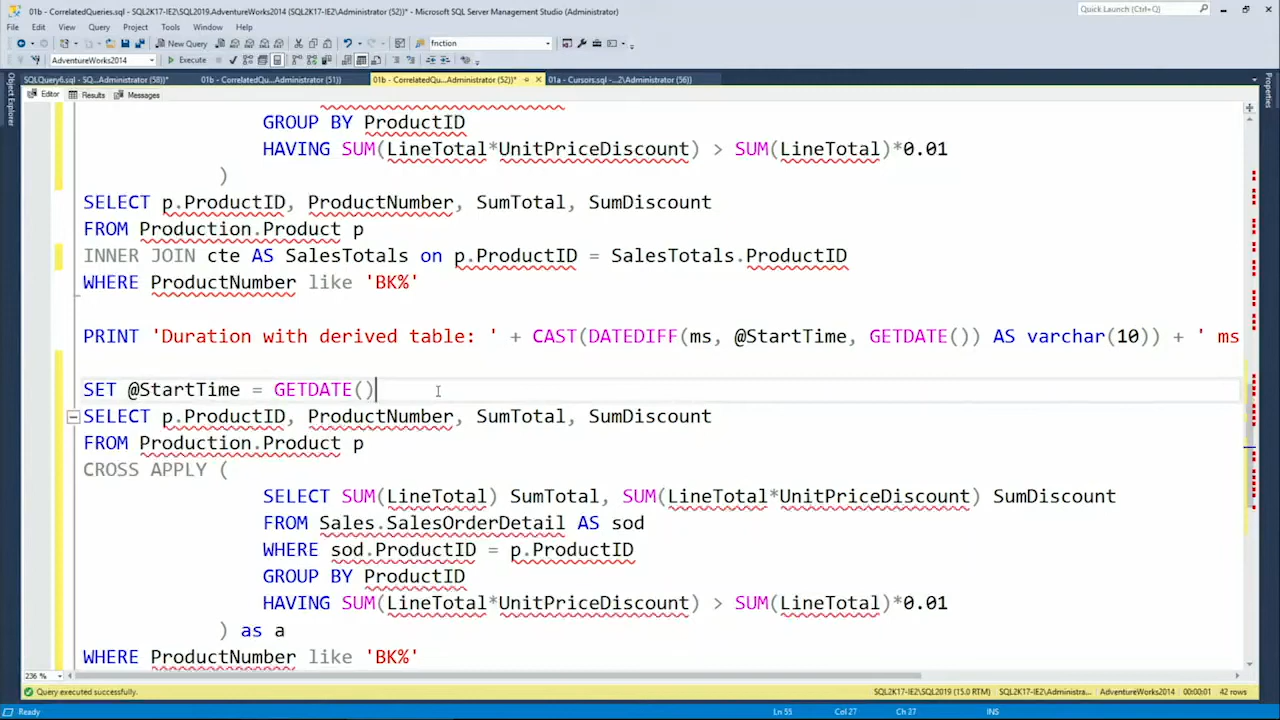 01b - CorrelatedQueries.sql - SQL2K17-IE2\SQL2019.AdventureWorks2014 (SQL2K17-IE2\Administrator (52))* - Microsoft SQL Server Management Studio (Administrator)
Quick Launch (Ctrl+Q)
File Edit View Query Project Tools Window Help
New Query fnction
AdventureWorks2014 Execute
SQLQuery6.sql - SQ...Administrator (58))* 01b - CorrelatedQu...Administrator (51)) 01b - CorrelatedQu...Administrator (52))* 01a - Cursors.sql -...2\Administrator (56))
Object Explorer
Properties
Editor Results Messages
GROUP BY ProductID
HAVING SUM(LineTotal*UnitPriceDiscount) > SUM(LineTotal)*0.01
)
SELECT p.ProductID, ProductNumber, SumTotal, SumDiscount
FROM Production.Product p
INNER JOIN cte AS SalesTotals on p.ProductID = SalesTotals.ProductID
WHERE ProductNumber like 'BK%'
PRINT 'Duration with derived table: ' + CAST(DATEDIFF(ms, @StartTime, GETDATE()) AS varchar(10)) + ' ms
SET @StartTime = GETDATE()
SELECT p.ProductID, ProductNumber, SumTotal, SumDiscount
FROM Production.Product p
CROSS APPLY (
SELECT SUM(LineTotal) SumTotal, SUM(LineTotal*UnitPriceDiscount) SumDiscount
FROM Sales.SalesOrderDetail AS sod
WHERE sod.ProductID = p.ProductID
GROUP BY ProductID
HAVING SUM(LineTotal*UnitPriceDiscount) > SUM(LineTotal)*0.01
) as a
WHERE ProductNumber like 'BK%'
236 %
Query executed successfully. SQL2K17-IE2\SQL2019 (15.0 RTM) SQL2K17-IE2\Administra... AdventureWorks2014 00:00:01 42 rows
Ready Ln 55 Col 27 Ch 27 INS